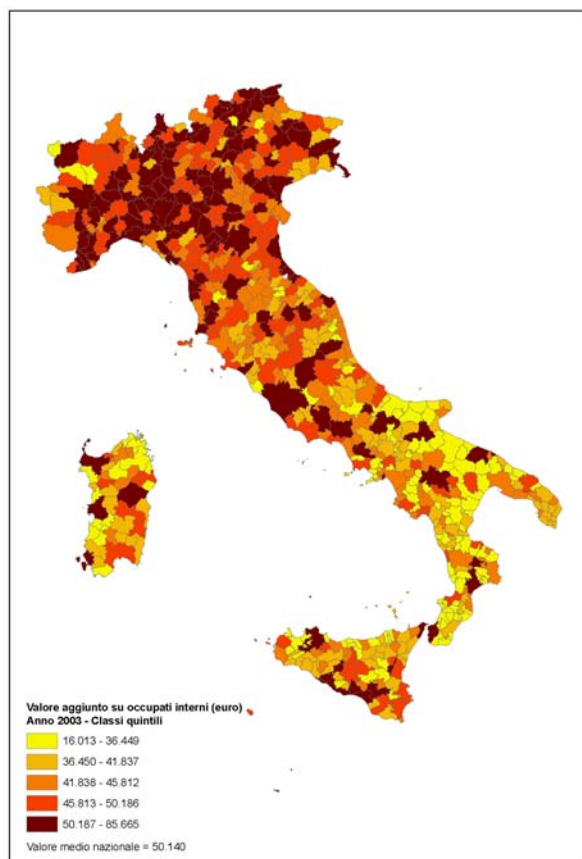 Valore aggiunto su occupati interni (euro)
Anno 2003 - Classi quintili
16.013 - 36.449
36.450 - 41.837
41.838 - 45.812
45.813 - 50.186
50.187 - 85.665
Valore medio nazionale = 50.140